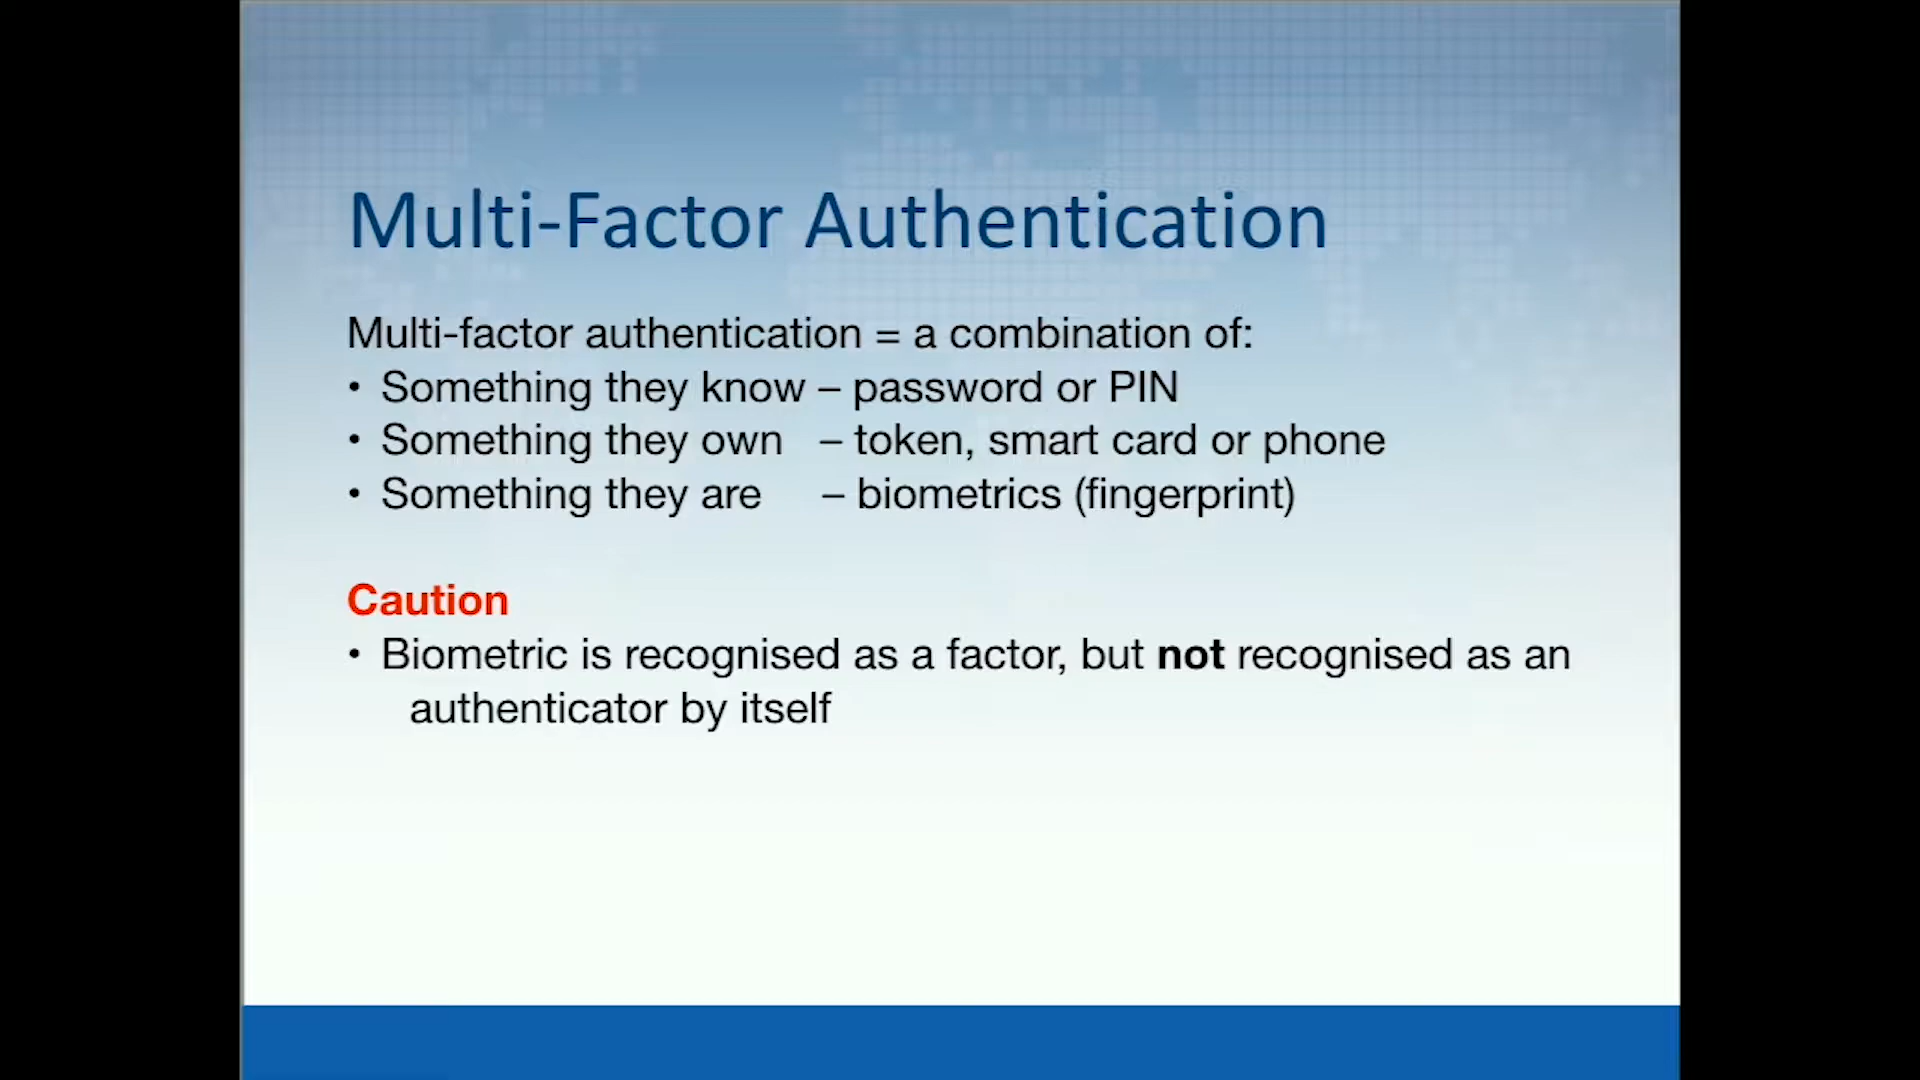 Multi-Factor Authentication
Multi-factor authentication = a combination of:
• Something they know – password or PIN
• Something they own – token, smart card or phone
• Something they are – biometrics (fingerprint)
Caution
• Biometric is recognised as a factor, but not recognised as an
authenticator by itself